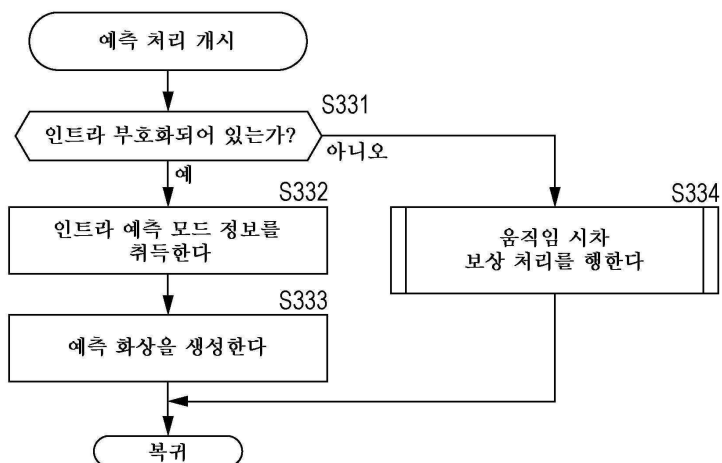 예측 처리 개시
S331
인트라 부호화되어 있는가?
아니오
예
S332
인트라 예측 모드 정보를
취득한다
S334
움직임 시차
보상 처리를 행한다
S333
예측 화상을 생성한다
복귀